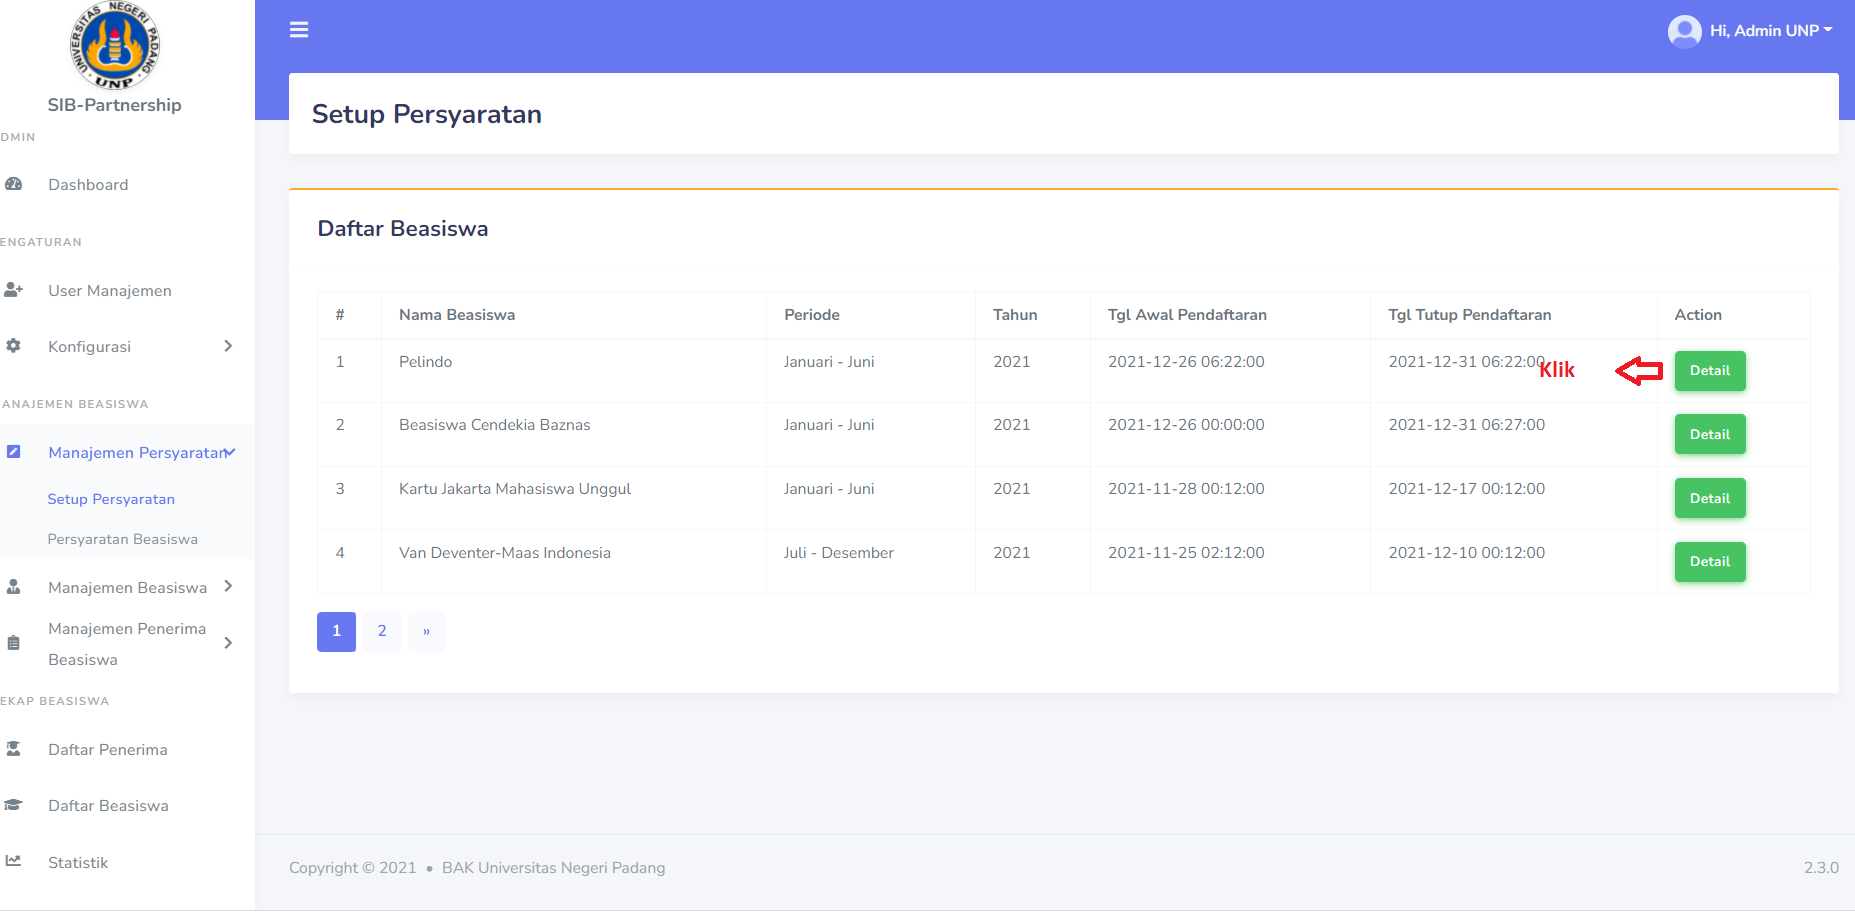 UNIVERSITAS NEGERI PADANG
UNP
SIB-Partnership
DMIN
Dashboard
ENGATURAN
User Manajemen
Konfigurasi
ANAJEMEN BEASISWA
Manajemen Persyaratan
Setup Persyaratan
Persyaratan Beasiswa
Manajemen Beasiswa
Manajemen Penerima
Beasiswa
EKAP BEASISWA
Daftar Penerima
Daftar Beasiswa
Statistik
Hi, Admin UNP
Setup Persyaratan
Daftar Beasiswa
# Nama Beasiswa Periode Tahun Tgl Awal Pendaftaran Tgl Tutup Pendaftaran Action
1 Pelindo Januari - Juni 2021 2021-12-26 06:22:00 2021-12-31 06:22:00 Klik Detail
2 Beasiswa Cendekia Baznas Januari - Juni 2021 2021-12-26 00:00:00 2021-12-31 06:27:00 Detail
3 Kartu Jakarta Mahasiswa Unggul Januari - Juni 2021 2021-11-28 00:12:00 2021-12-17 00:12:00 Detail
4 Van Deventer-Maas Indonesia Juli - Desember 2021 2021-11-25 02:12:00 2021-12-10 00:12:00 Detail
1 2 »
Copyright © 2021 • BAK Universitas Negeri Padang 2.3.0